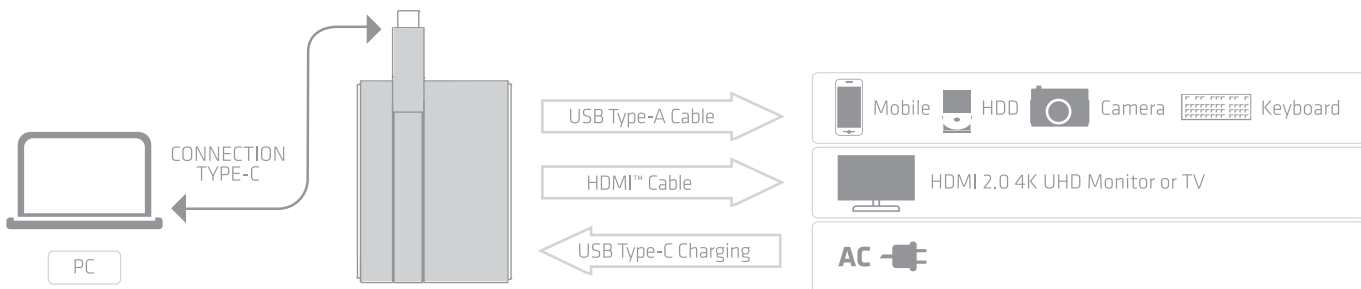 CONNECTION
TYPE-C
PC
USB Type-A Cable
HDMI™ Cable
USB Type-C Charging
Mobile HDD Camera Keyboard
HDMI 2.0 4K UHD Monitor or TV
AC